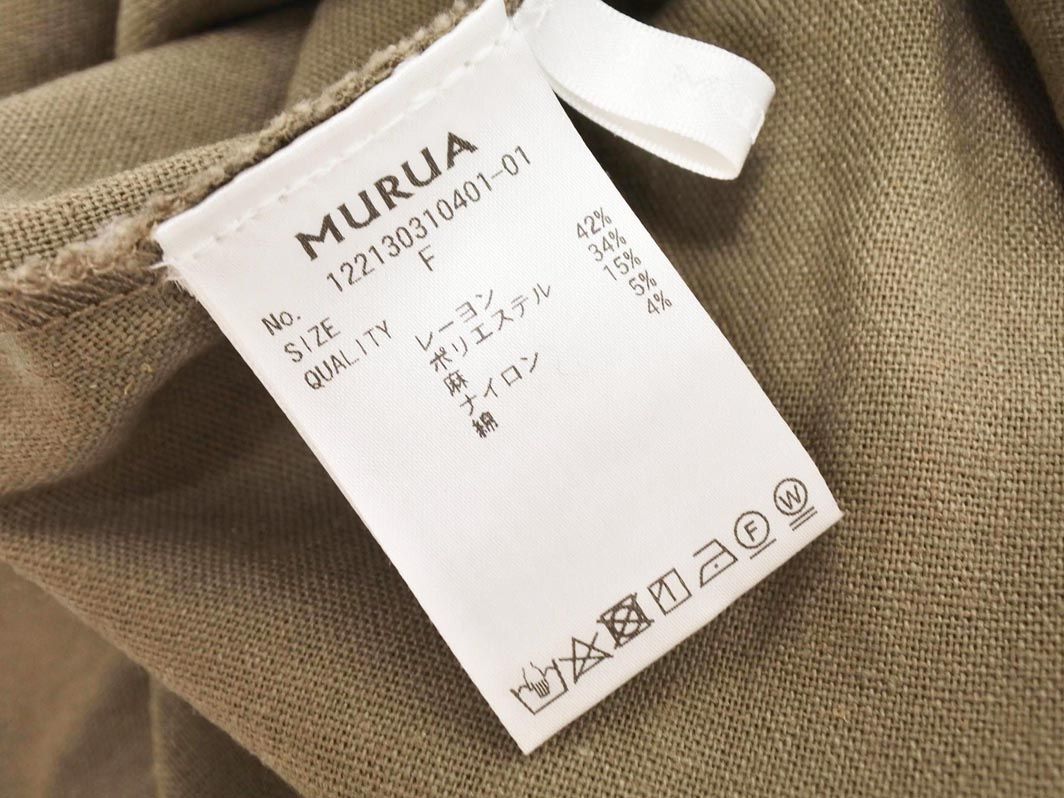 MURUA
No. 122130310401-01
SIZE F
QUALITY レーヨン 42%
ポリエステル 34%
麻 15%
ナイロン 5%
綿 4%
F
W